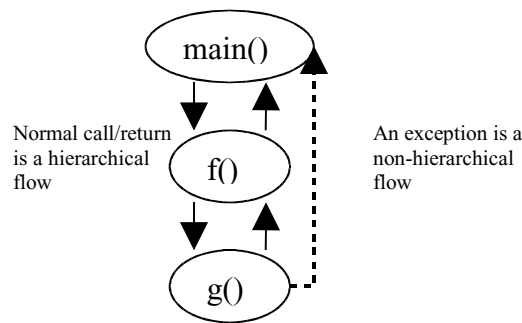 main()
Normal call/return
is a hierarchical
flow
f()
An exception is a
non-hierarchical
flow
g()